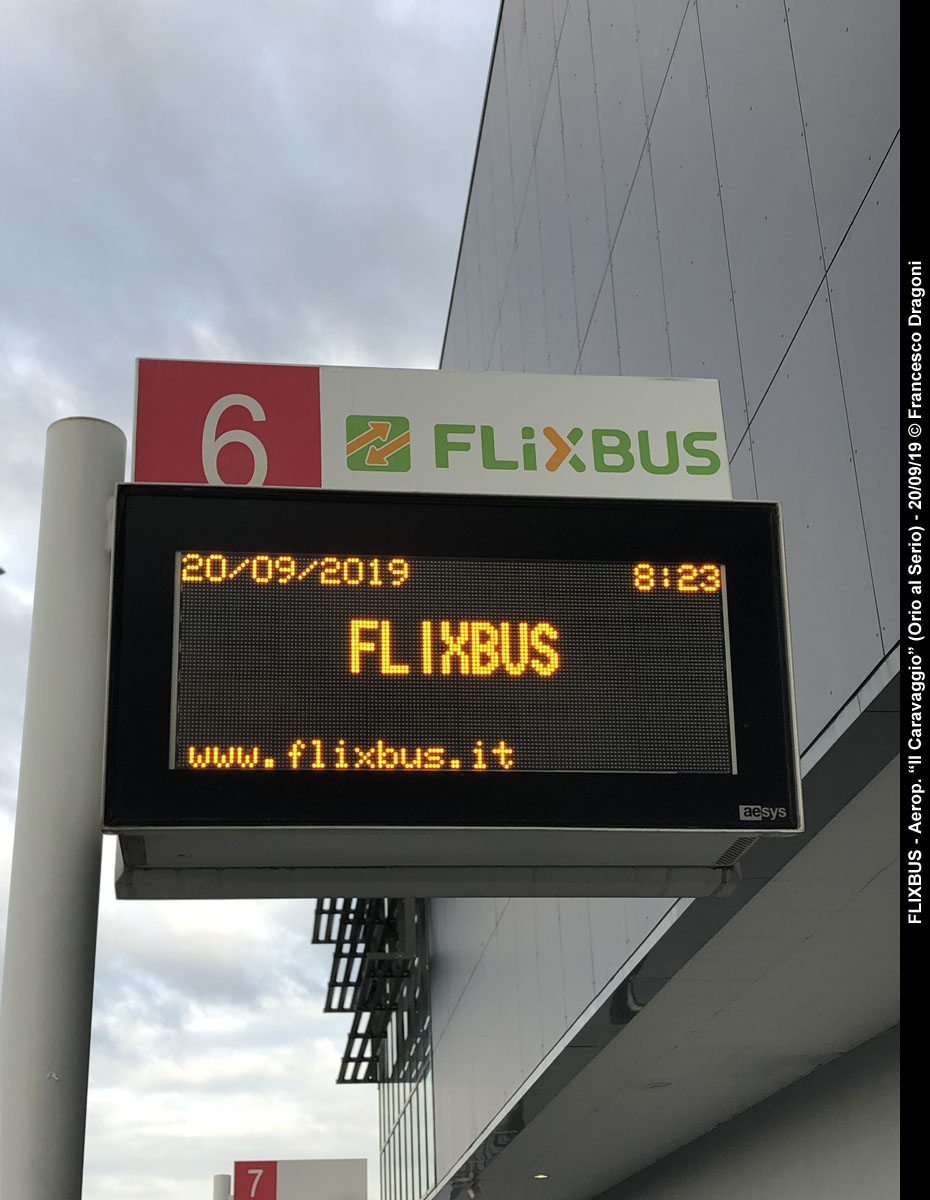 6 FLiXBUS
20/09/2019 8:23
FLIXBUS
www.flixbus.it
aesys
7
FLIXBUS - Aerop. “Il Caravaggio” (Orio al Serio) - 20/09/19 © Francesco Dragoni